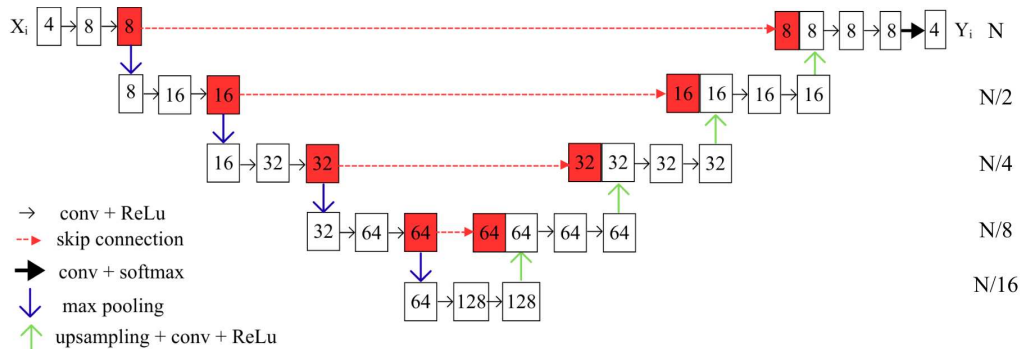 Xᵢ 4 8 8 8 8 8 8 4 Yᵢ N
8 16 16 16 16 16 16 N/2
16 32 32 32 32 32 32 N/4
32 64 64 64 64 64 64 N/8
64 128 128 N/16
conv + ReLu
skip connection
conv + softmax
max pooling
upsampling + conv + ReLu